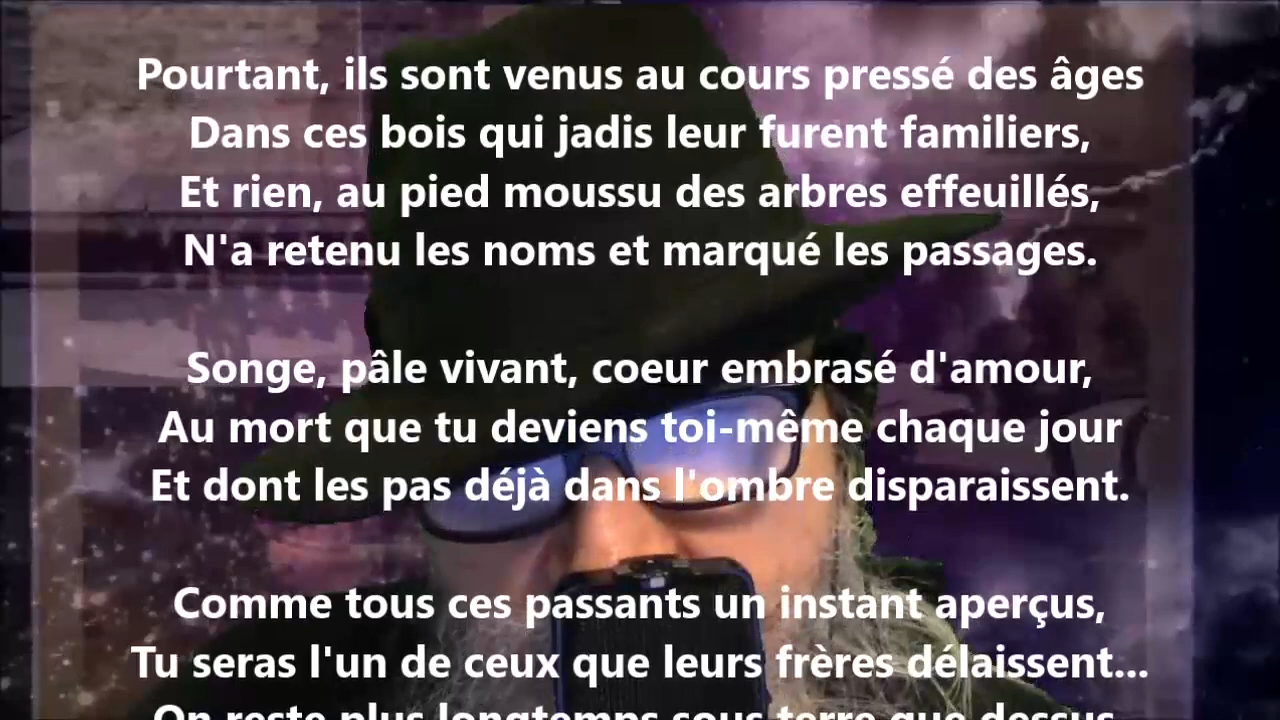 Pourtant, ils sont venus au cours pressé des âges
Dans ces bois qui jadis leur furent familiers,
Et rien, au pied moussu des arbres effeuillés,
N'a retenu les noms et marqué les passages.
Songe, pâle vivant, coeur embrasé d'amour,
Au mort que tu deviens toi-même chaque jour
Et dont les pas déjà dans l'ombre disparaissent.
Comme tous ces passants un instant aperçus,
Tu seras l'un de ceux que leurs frères délaissent...
On reste plus longtemps sous terre que dessus